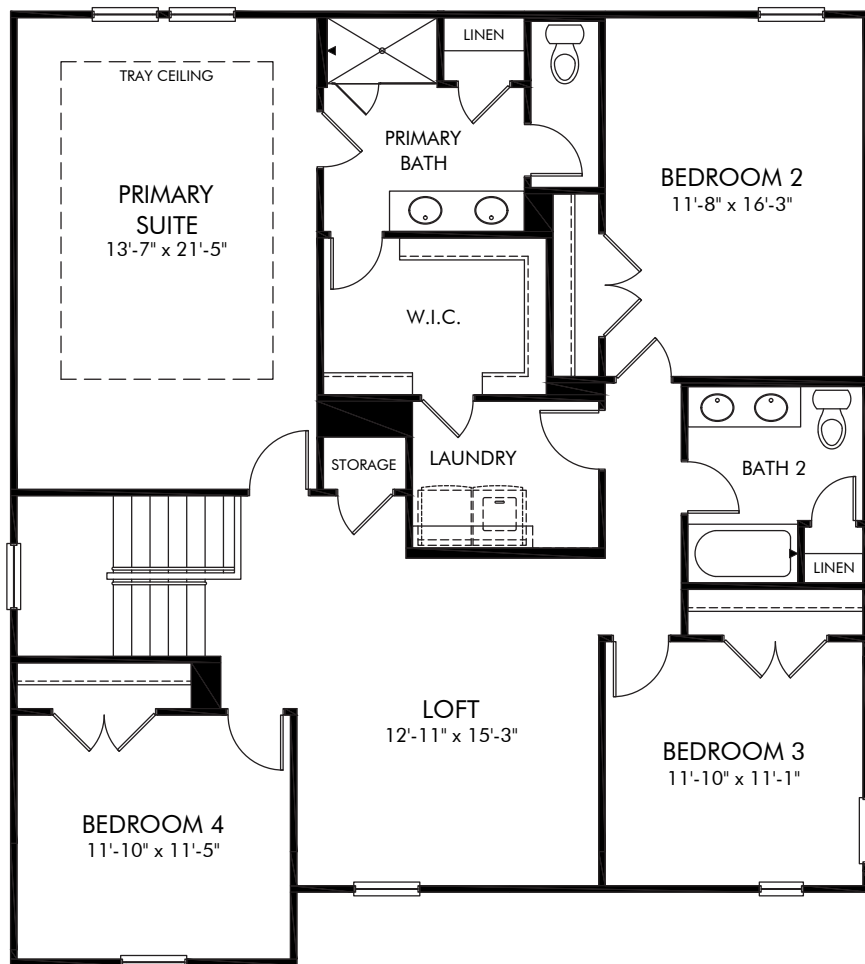 LINEN
TRAY CEILING
PRIMARY
BATH
PRIMARY
SUITE
13'-7" x 21'-5"
BEDROOM 2
11'-8" x 16'-3"
W.I.C.
STORAGE
LAUNDRY
BATH 2
LINEN
LOFT
12'-11" x 15'-3"
BEDROOM 3
11'-10" x 11'-1"
BEDROOM 4
11'-10" x 11'-5"